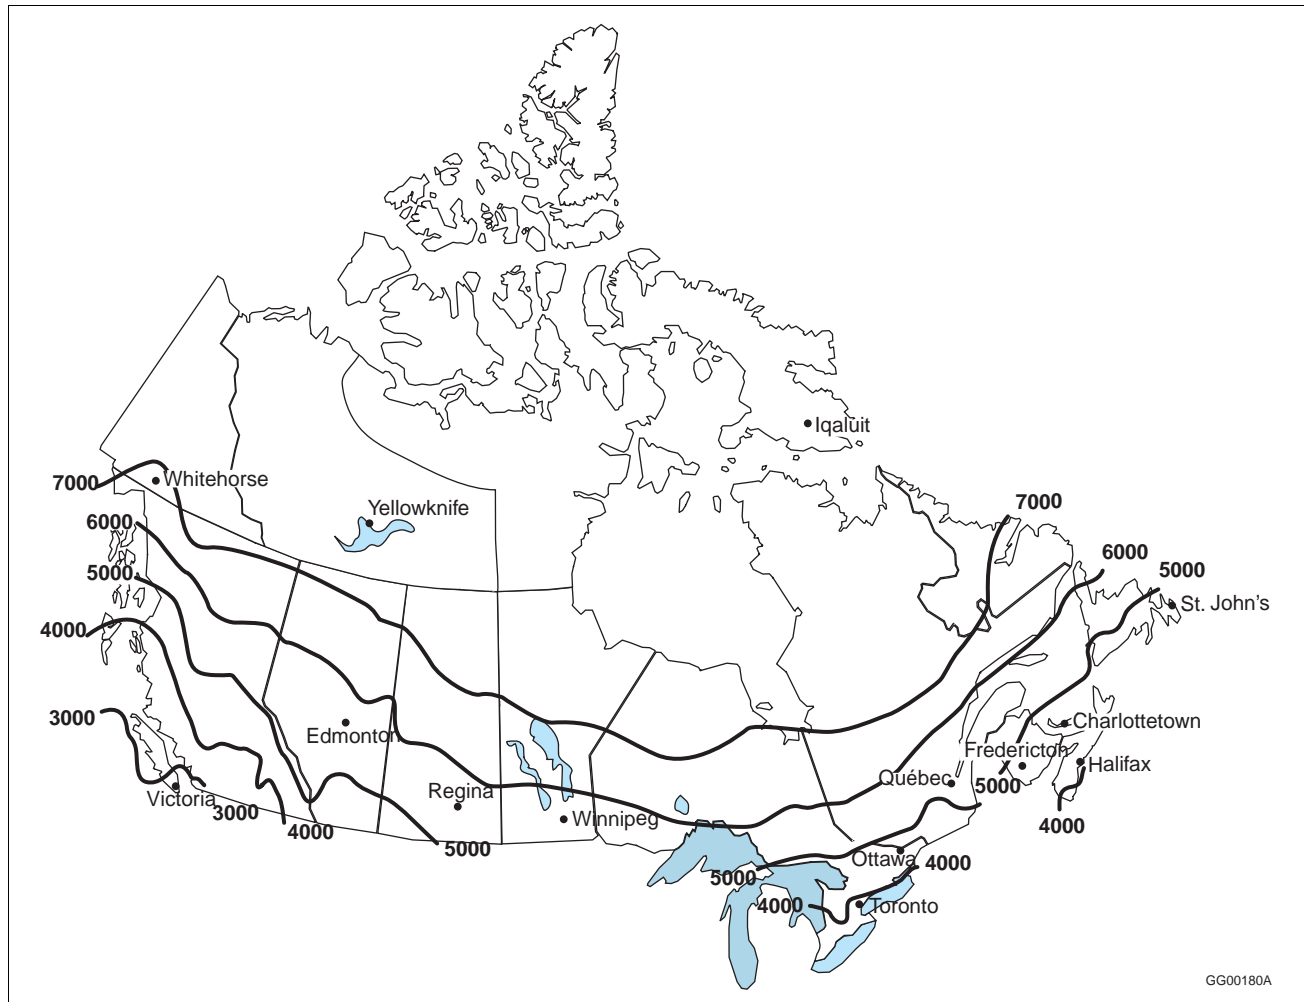 Iqaluit
7000
Whitehorse
7000
Yellowknife
6000
6000
5000
5000
St. John's
4000
3000
Charlottetown
Edmonton
Fredericton
Halifax
Québec
5000
Regina
Victoria
3000
Winnipeg
4000
4000
5000
Ottawa
4000
5000
4000
Toronto
GG00180A